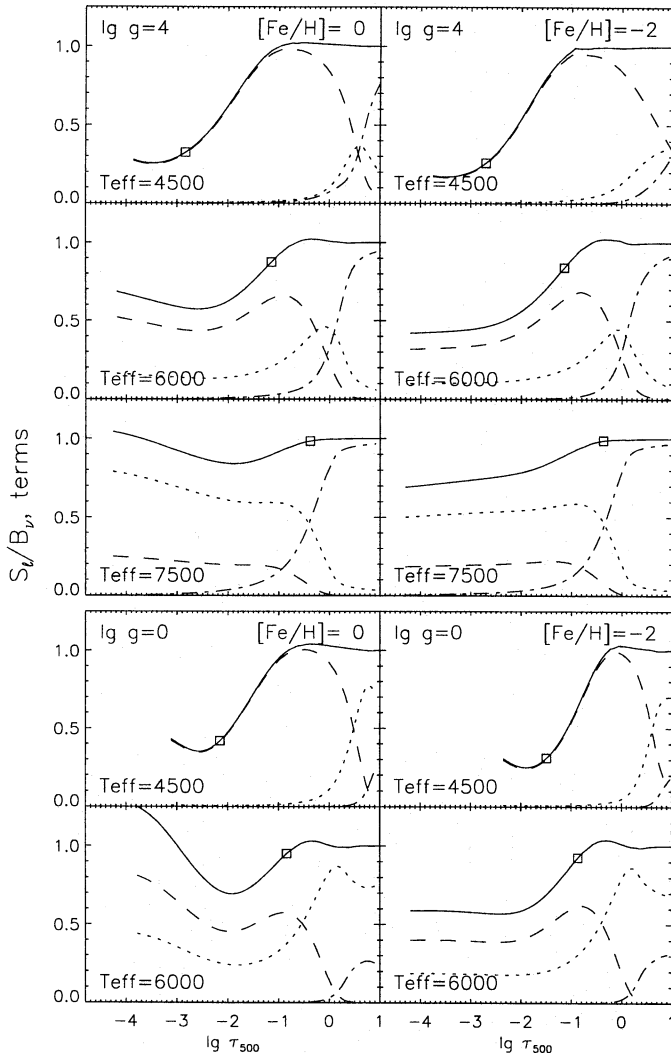 lg g=4 [Fe/H]= 0 [Fe/H]=−2
1.0
0.5
0.0
Teff=4500 Teff=4500
1.0
0.5
0.0
Teff=6000 Teff=6000
1.0
0.5
0.0
Teff=7500 Teff=7500
Sℓ/Bν, terms
lg g=0 [Fe/H]= 0 lg g=0 [Fe/H]=−2
1.0
0.5
0.0
Teff=4500 Teff=4500
1.0
0.5
0.0
Teff=6000 Teff=6000
−4 −3 −2 −1 0 1 −4 −3 −2 −1 0 1
lg τ500 lg τ500